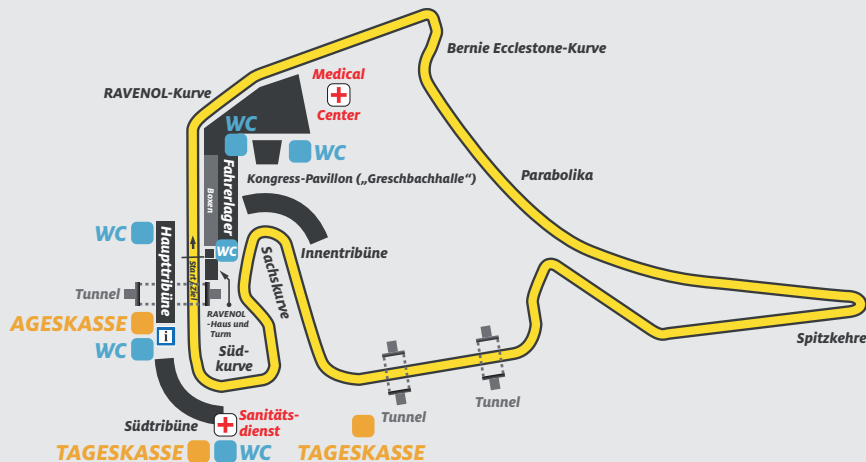 Bernie Ecclestone-Kurve
RAVENOL-Kurve
Medical
Center
WC
WC
Kongress-Pavillon („Greschbachhalle“)
Parabolika
Fahrerlager
Boxen
WC
Haupttribüne
WC
Start/Ziel
Sachskurve
Innentribüne
Tunnel
RAVENOL
-Haus und
Turm
AGESKASSE
i
WC
Süd-
kurve
Spitzkehre
Tunnel
Tunnel
Südtribüne
Sanitäts-
dienst
TAGESKASSE
WC
TAGESKASSE